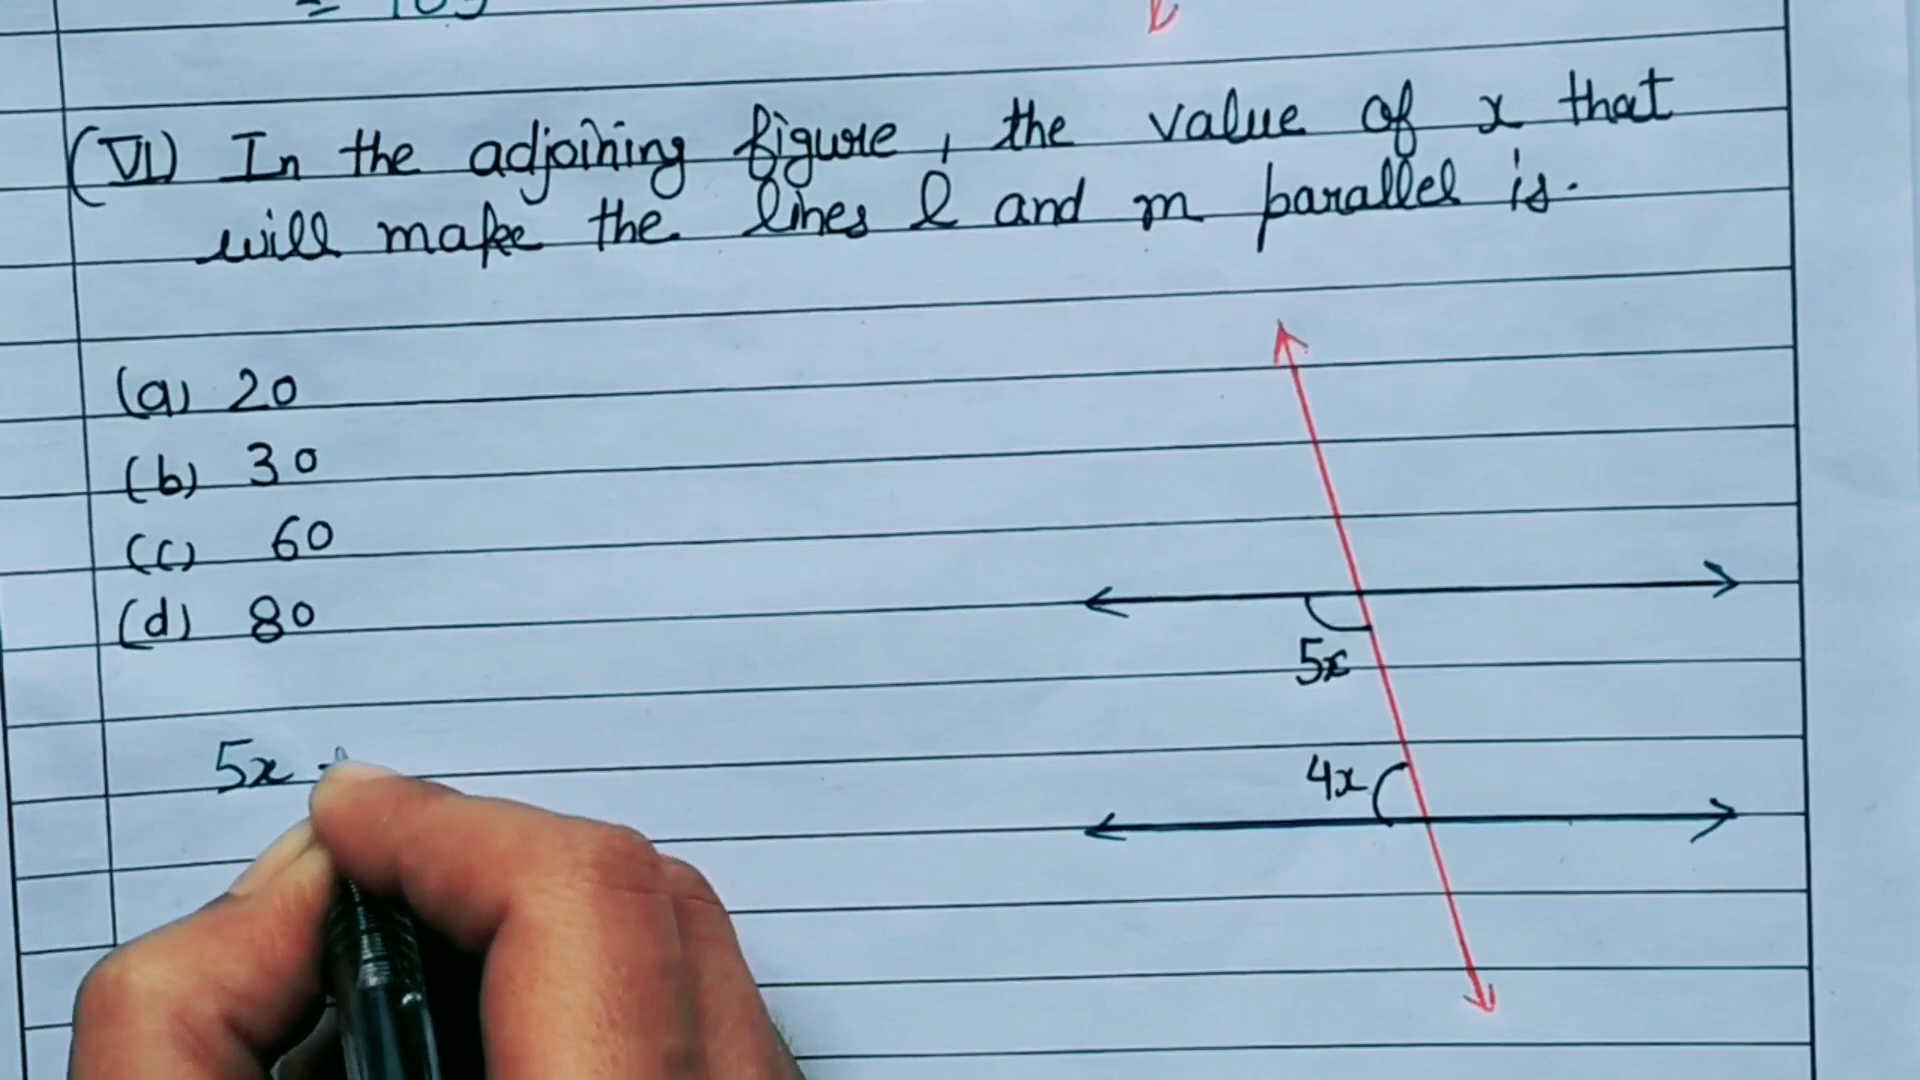 (VI) In the adjoining figure, the value of x that
will make the lines l and m parallel is.
(a) 20
(b) 30
(c) 60
(d) 80
5x
4x
5x +